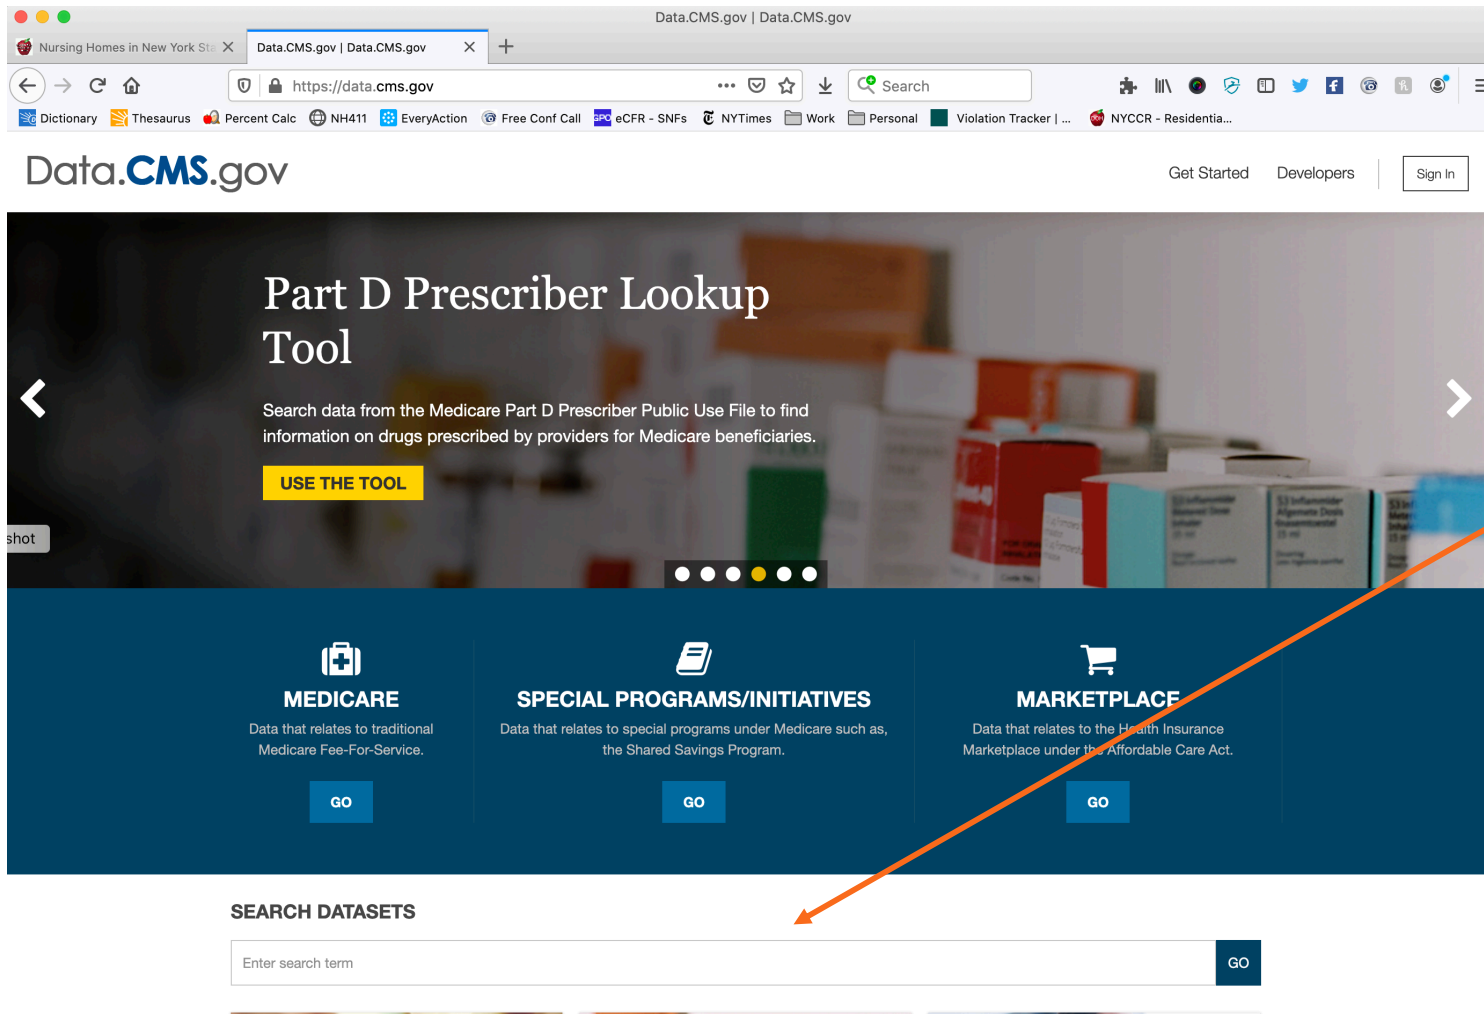 Data.CMS.gov | Data.CMS.gov
Nursing Homes in New York Sta
Data.CMS.gov | Data.CMS.gov
https://data.cms.gov
Search
Dictionary Thesaurus Percent Calc NH411 EveryAction Free Conf Call GPO eCFR - SNFs NYTimes Work Personal Violation Tracker | ... NYCCR - Residentia...
Data.CMS.gov
Get Started Developers Sign In
Part D Prescriber Lookup
Tool
Search data from the Medicare Part D Prescriber Public Use File to find
information on drugs prescribed by providers for Medicare beneficiaries.
USE THE TOOL
shot
MEDICARE
Data that relates to traditional
Medicare Fee-For-Service.
GO
SPECIAL PROGRAMS/INITIATIVES
Data that relates to special programs under Medicare such as,
the Shared Savings Program.
GO
MARKETPLACE
Data that relates to the Health Insurance
Marketplace under the Affordable Care Act.
GO
SEARCH DATASETS
Enter search term
GO